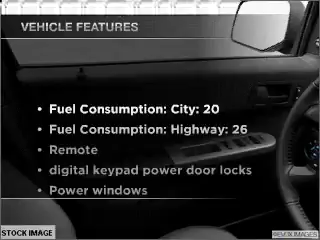 VEHICLE FEATURES
• Fuel Consumption: City: 20
• Fuel Consumption: Highway: 26
• Remote
• digital keypad power door locks
• Power windows
STOCK IMAGE
©EVOX IMAGES